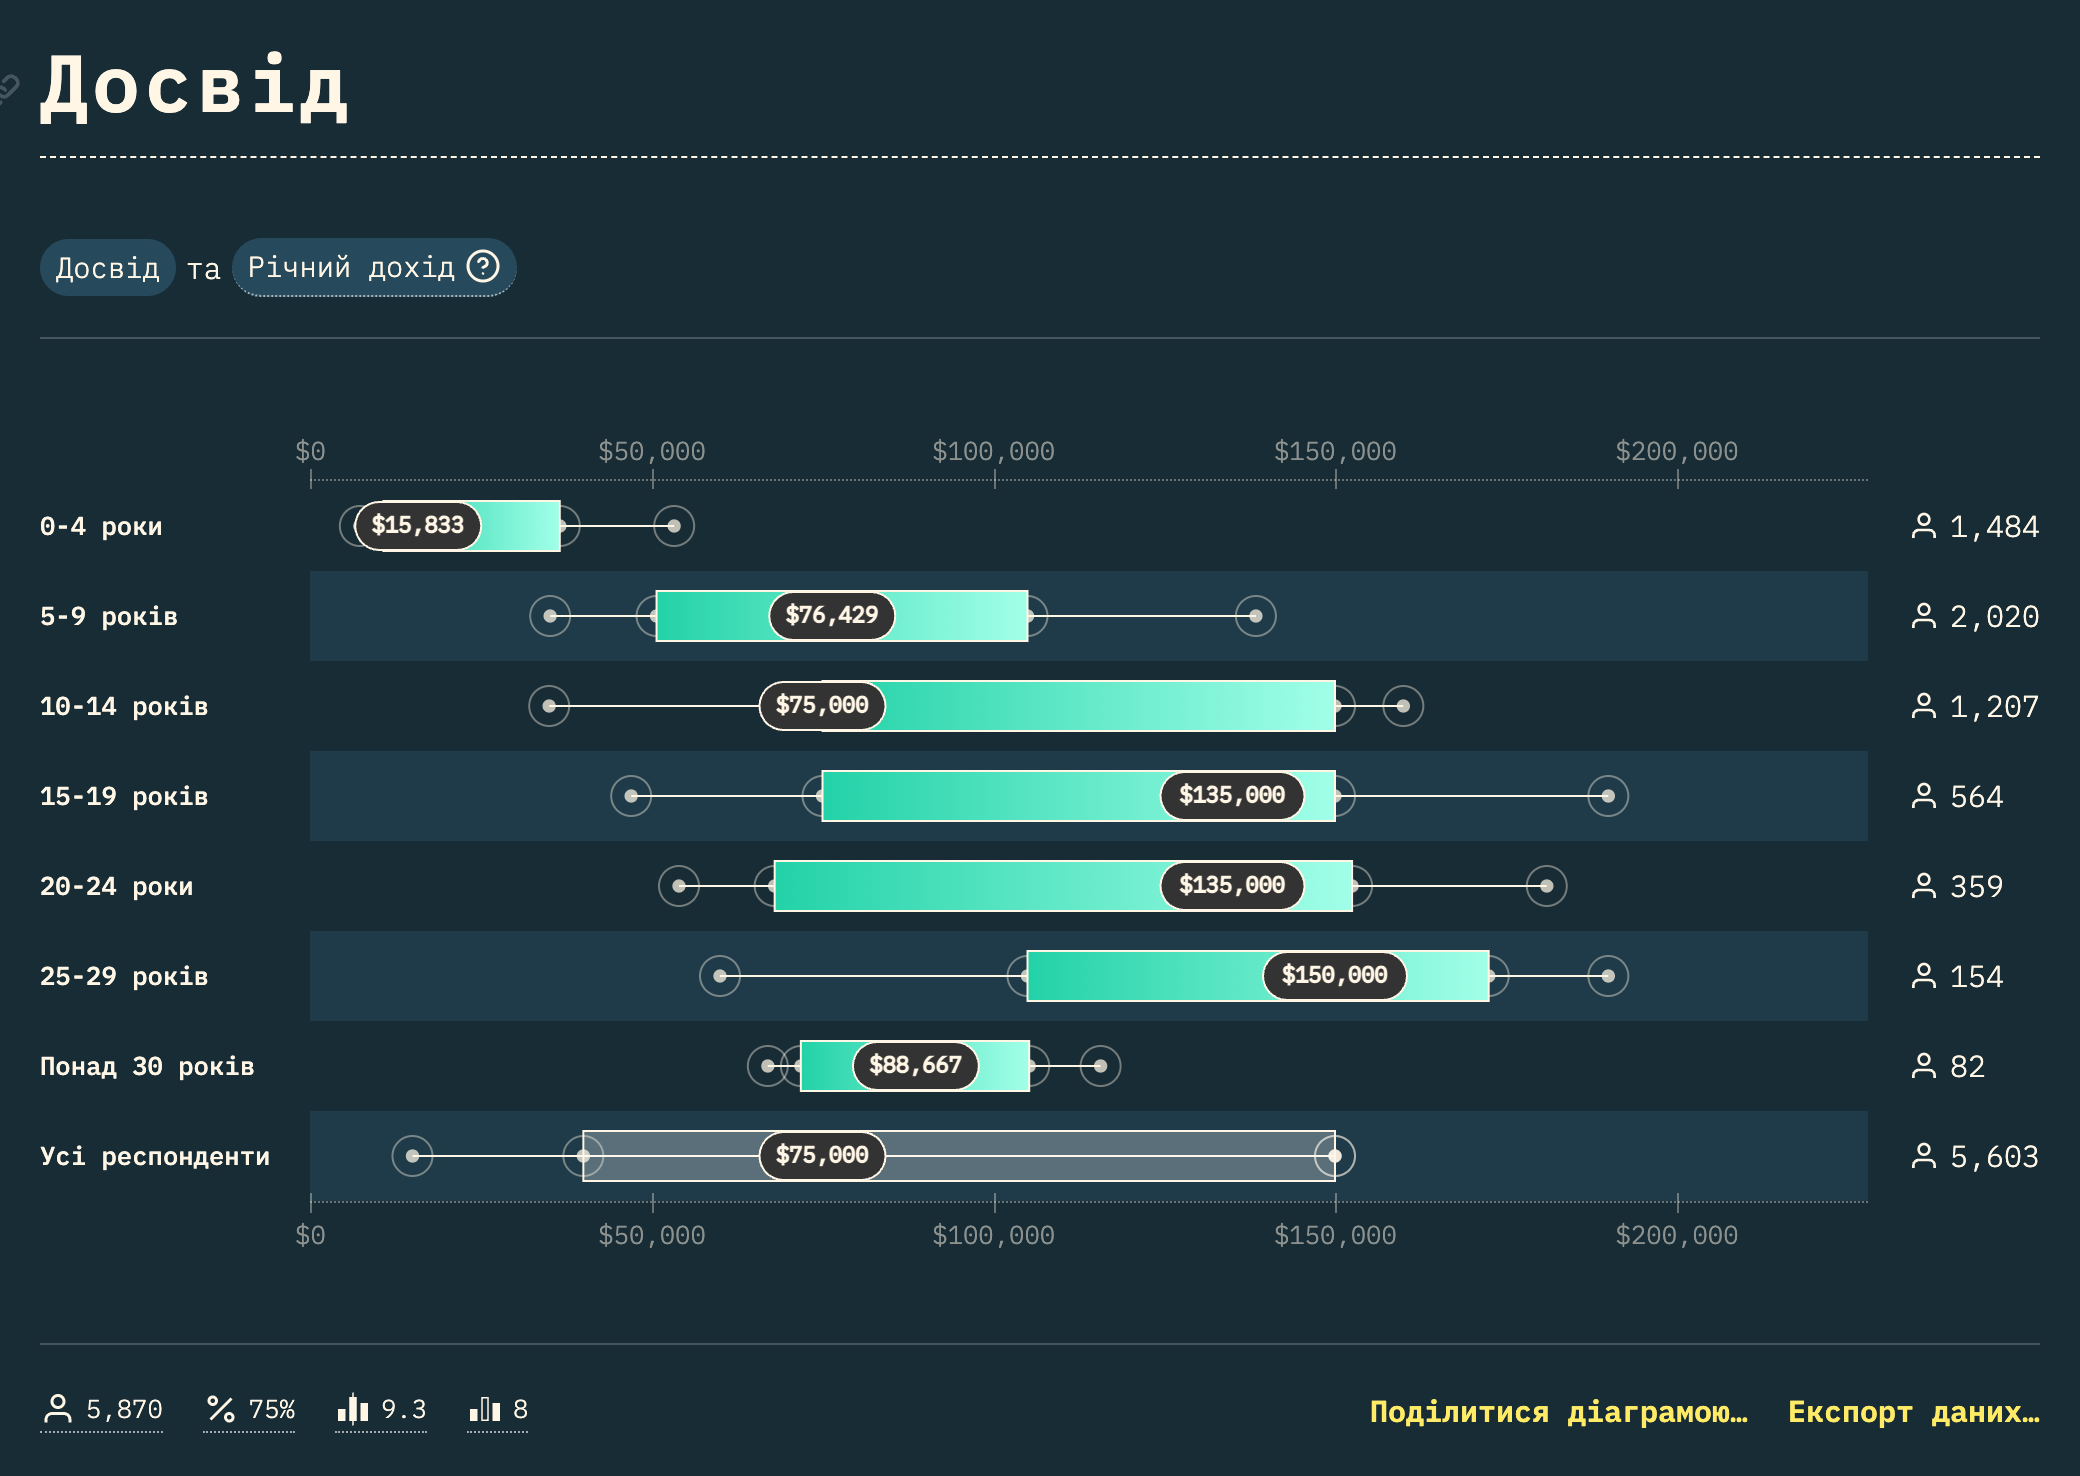 Досвід
Досвід та Річний дохід ?
$0 $50,000 $100,000 $150,000 $200,000
0-4 роки $15,833 1,484
5-9 років $76,429 2,020
10-14 років $75,000 1,207
15-19 років $135,000 564
20-24 роки $135,000 359
25-29 років $150,000 154
Понад 30 років $88,667 82
Усі респонденти $75,000 5,603
$0 $50,000 $100,000 $150,000 $200,000
5,870 75% 9.3 8 Поділитися діаграмою… Експорт даних…